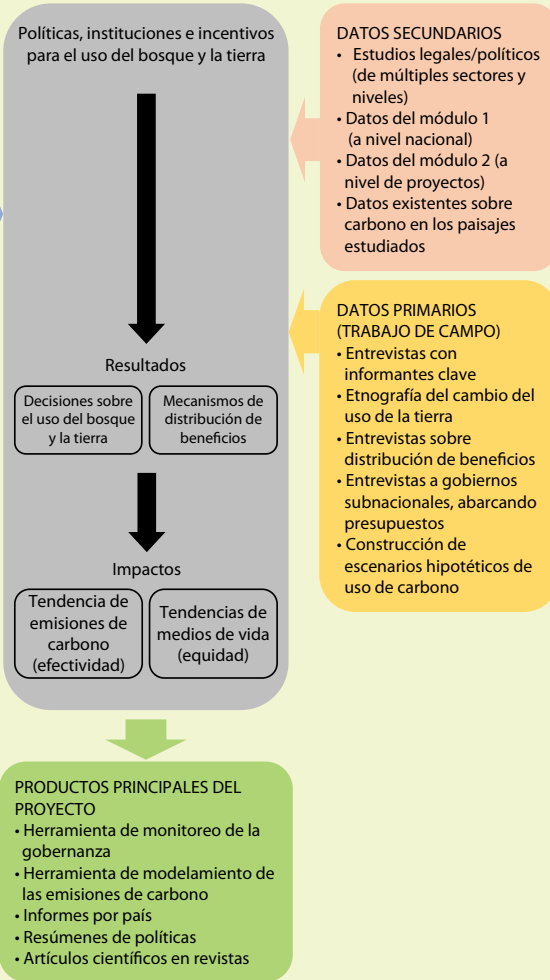 Políticas, instituciones e incentivos
para el uso del bosque y la tierra
Resultados
Decisiones sobre
el uso del bosque
y la tierra
Mecanismos de
distribución de
beneficios
Impactos
Tendencia de
emisiones de
carbono
(efectividad)
Tendencias de
medios de vida
(equidad)
DATOS SECUNDARIOS
• Estudios legales/políticos
(de múltiples sectores y
niveles)
• Datos del módulo 1
(a nivel nacional)
• Datos del módulo 2 (a
nivel de proyectos)
• Datos existentes sobre
carbono en los paisajes
estudiados
DATOS PRIMARIOS
(TRABAJO DE CAMPO)
• Entrevistas con
informantes clave
• Etnografía del cambio del
uso de la tierra
• Entrevistas sobre
distribución de beneficios
• Entrevistas a gobiernos
subnacionales, abarcando
presupuestos
• Construcción de
escenarios hipotéticos de
uso de carbono
PRODUCTOS PRINCIPALES DEL
PROYECTO
• Herramienta de monitoreo de la
gobernanza
• Herramienta de modelamiento de
las emisiones de carbono
• Informes por país
• Resúmenes de políticas
• Artículos científicos en revistas